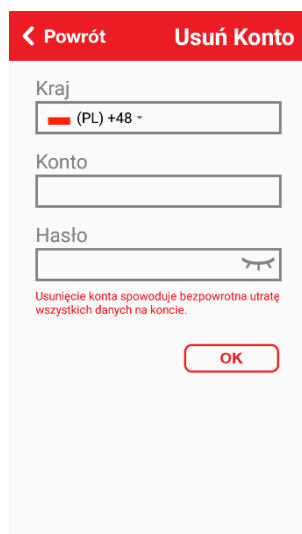 Powrót Usuń Konto
Kraj
(PL) +48
Konto
Hasło
Usunięcie konta spowoduje bezpowrotna utratę
wszystkich danych na koncie.
OK